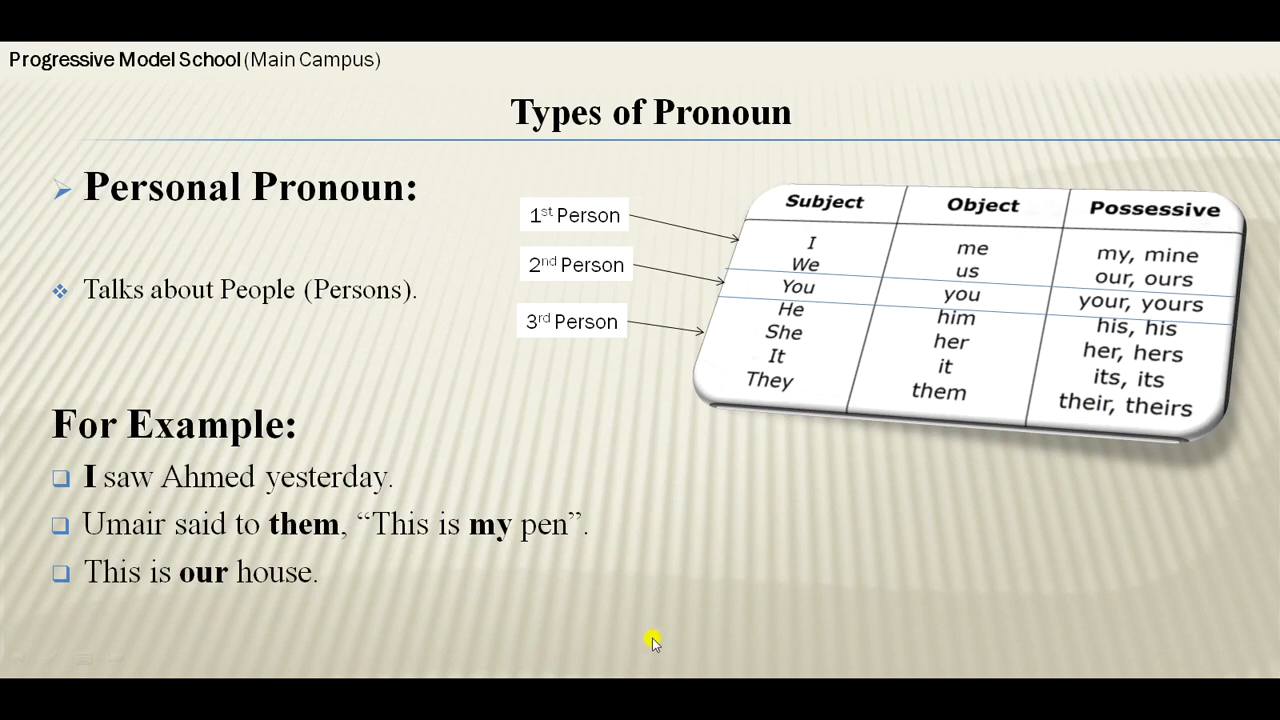 Progressive Model School (Main Campus)
Types of Pronoun
Personal Pronoun:
Talks about People (Persons).
1st Person
2nd Person
3rd Person
Subject Object Possessive
I me my, mine
We us our, ours
You you your, yours
He him his, his
She her her, hers
It it its, its
They them their, theirs
For Example:
I saw Ahmed yesterday.
Umair said to them, “This is my pen”.
This is our house.